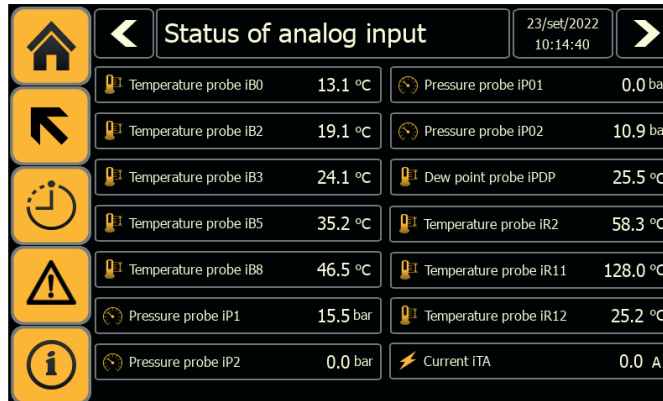 Status of analog input
23/set/2022
10:14:40
Temperature probe iB0 13.1 °C
Temperature probe iB2 19.1 °C
Temperature probe iB3 24.1 °C
Temperature probe iB5 35.2 °C
Temperature probe iB8 46.5 °C
Pressure probe iP1 15.5 bar
Pressure probe iP2 0.0 bar
Pressure probe iP01 0.0 ba
Pressure probe iP02 10.9 ba
Dew point probe iPDP 25.5 °C
Temperature probe iR2 58.3 °C
Temperature probe iR11 128.0 °C
Temperature probe iR12 25.2 °C
Current iTA 0.0 A